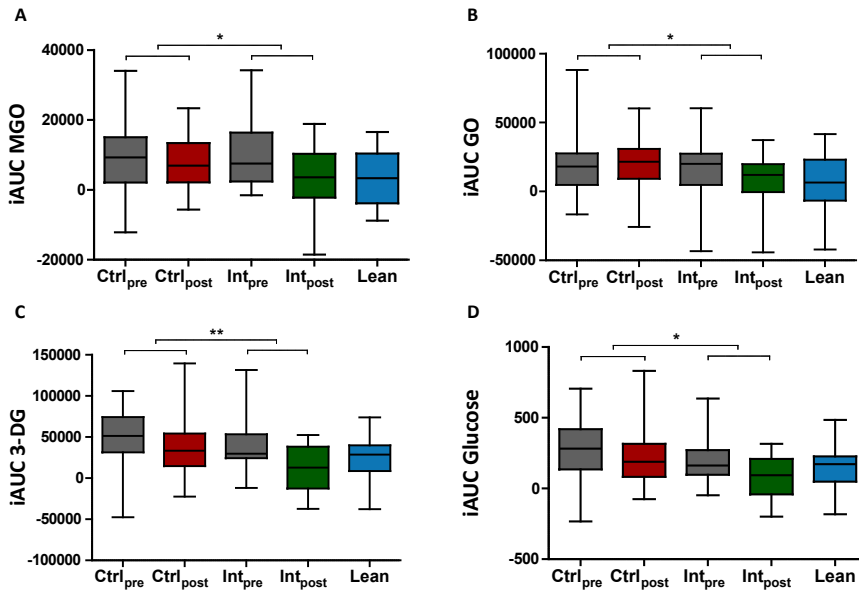 A
iAUC MGO
40000
20000
0
-20000
*
Ctrlpre Ctrlpost Intpre Intpost Lean
B
iAUC GO
100000
50000
0
-50000
*
Ctrlpre Ctrlpost Intpre Intpost Lean
C
iAUC 3-DG
150000
100000
50000
0
-50000
-100000
**
Ctrlpre Ctrlpost Intpre Intpost Lean
D
iAUC Glucose
1000
500
0
-500
*
Ctrlpre Ctrlpost Intpre Intpost Lean